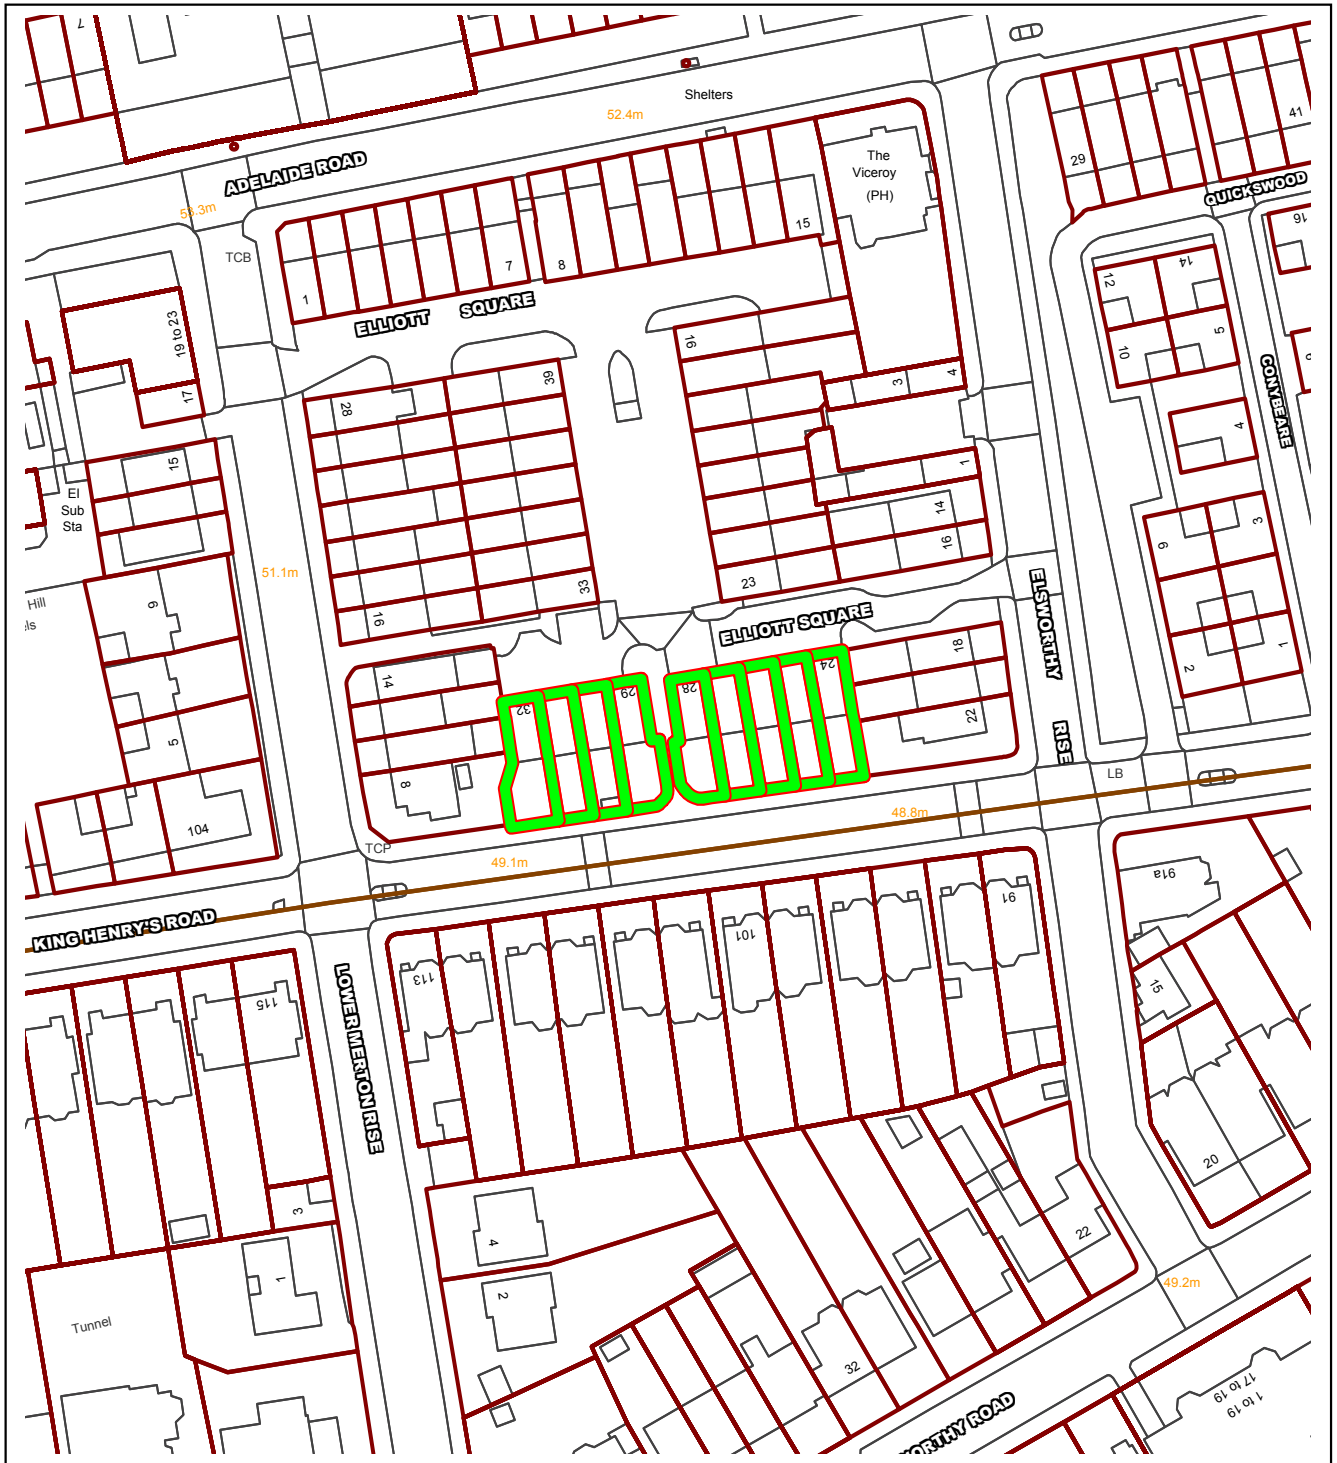 7
Shelters
52.4m
41
29
The
Viceroy
(PH)
ADELAIDE ROAD
QUICKSWOOD
53.3m
TCB
16
15
7
8
1
ELLIOTT SQUARE
12
14
10
5
19 to 23
17
28
39
16
3
4
CONYBEARE
4
15
El
Sub
Sta
1
14
16
3
6
51.1m
Hill
9
16
33
23
ELLIOTT SQUARE
ELSWORTHY RISE
18
22
1
2
14
8
32
29
28
24
5
104
TCP
49.1m
48.8m
LB
KING HENRY'S ROAD
91a
91
101
113
115
15
LOWER MERTON RISE
20
3
4
1
2
22
49.2m
Tunnel
32
ORTHY ROAD
17 to 19
1 to 19